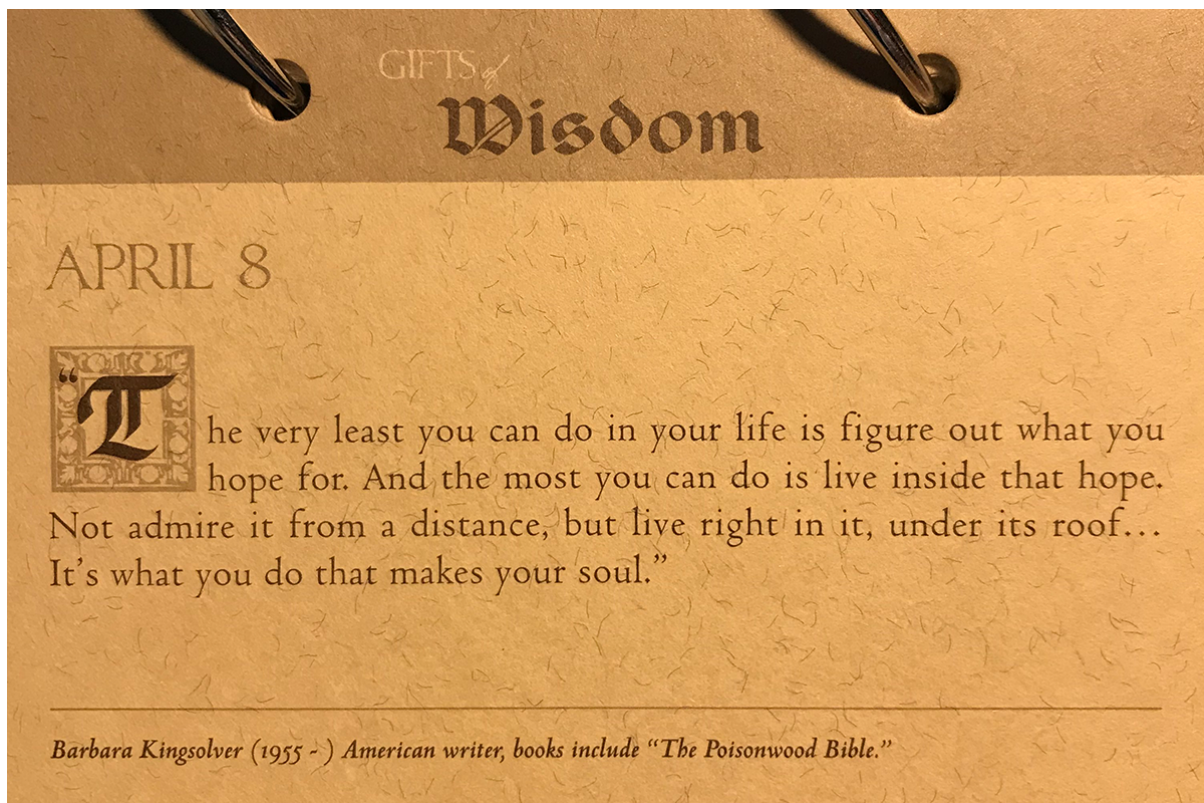 GIFTS of
Wisdom
APRIL 8
“The very least you can do in your life is figure out what you
hope for. And the most you can do is live inside that hope.
Not admire it from a distance, but live right in it, under its roof…
It’s what you do that makes your soul.”
Barbara Kingsolver (1955 - ) American writer, books include “The Poisonwood Bible.”